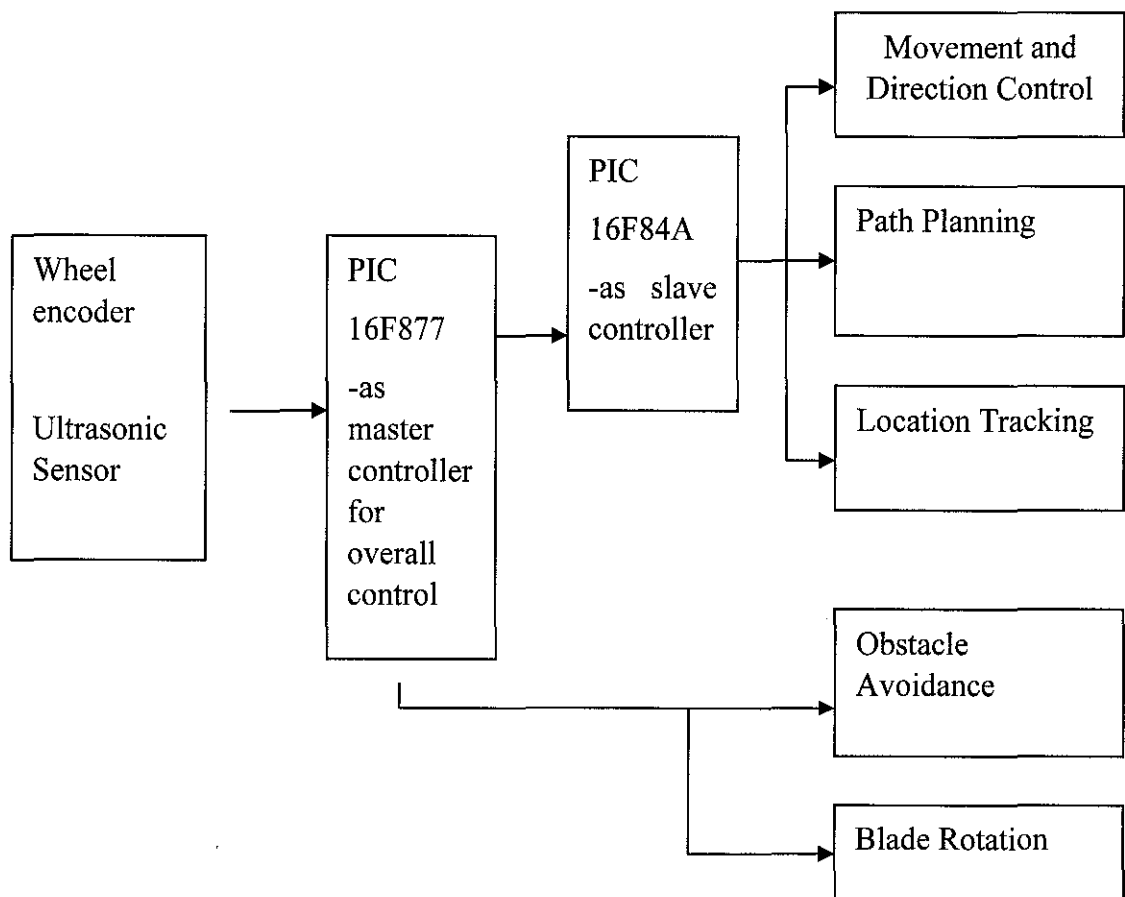 Wheel
encoder
Ultrasonic
Sensor
PIC
16F877
-as
master
controller
for
overall
control
PIC
16F84A
-as slave
controller
Movement and
Direction Control
Path Planning
Location Tracking
Obstacle
Avoidance
Blade Rotation